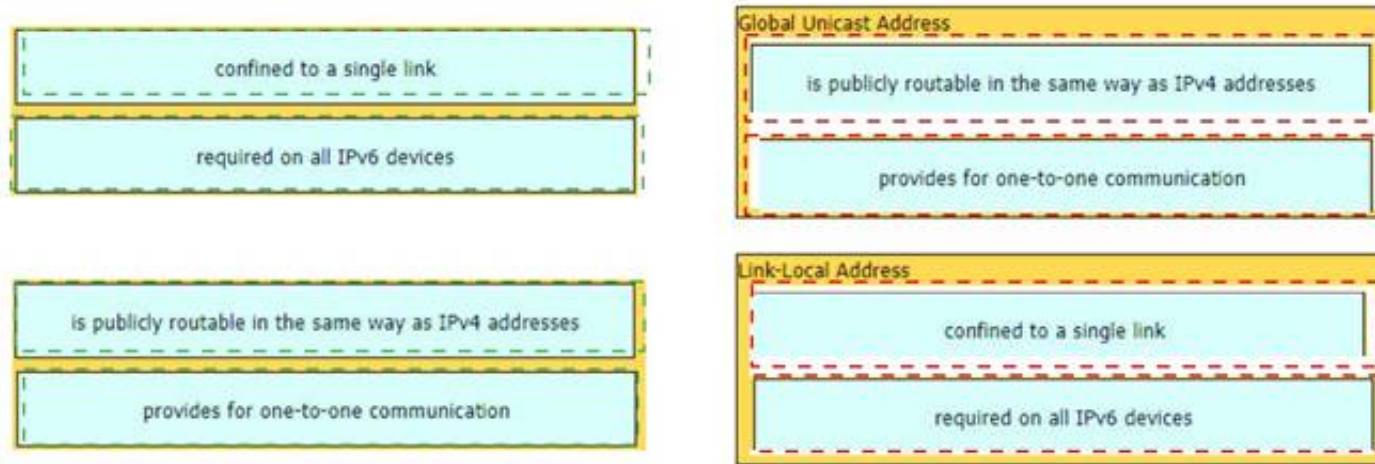 confined to a single link
required on all IPv6 devices
is publicly routable in the same way as IPv4 addresses
provides for one-to-one communication
Global Unicast Address
is publicly routable in the same way as IPv4 addresses
provides for one-to-one communication
Link-Local Address
confined to a single link
required on all IPv6 devices